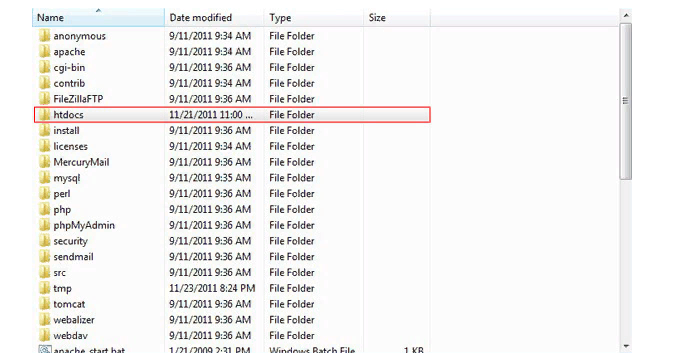 Name Date modified Type Size
anonymous 9/11/2011 9:34 AM File Folder
apache 9/11/2011 9:34 AM File Folder
cgi-bin 9/11/2011 9:36 AM File Folder
contrib 9/11/2011 9:34 AM File Folder
FileZillaFTP 9/11/2011 9:36 AM File Folder
htdocs 11/21/2011 11:00 ... File Folder
install 9/11/2011 9:36 AM File Folder
licenses 9/11/2011 9:34 AM File Folder
MercuryMail 9/11/2011 9:36 AM File Folder
mysql 9/11/2011 9:35 AM File Folder
perl 9/11/2011 9:36 AM File Folder
php 9/11/2011 9:36 AM File Folder
phpMyAdmin 9/11/2011 9:36 AM File Folder
security 9/11/2011 9:36 AM File Folder
sendmail 9/11/2011 9:36 AM File Folder
src 9/11/2011 9:36 AM File Folder
tmp 11/23/2011 8:24 PM File Folder
tomcat 9/11/2011 9:36 AM File Folder
webalizer 9/11/2011 9:36 AM File Folder
webdav 9/11/2011 9:36 AM File Folder
apache_start.bat 1/21/2009 2:31 PM Windows Batch File 1 KB